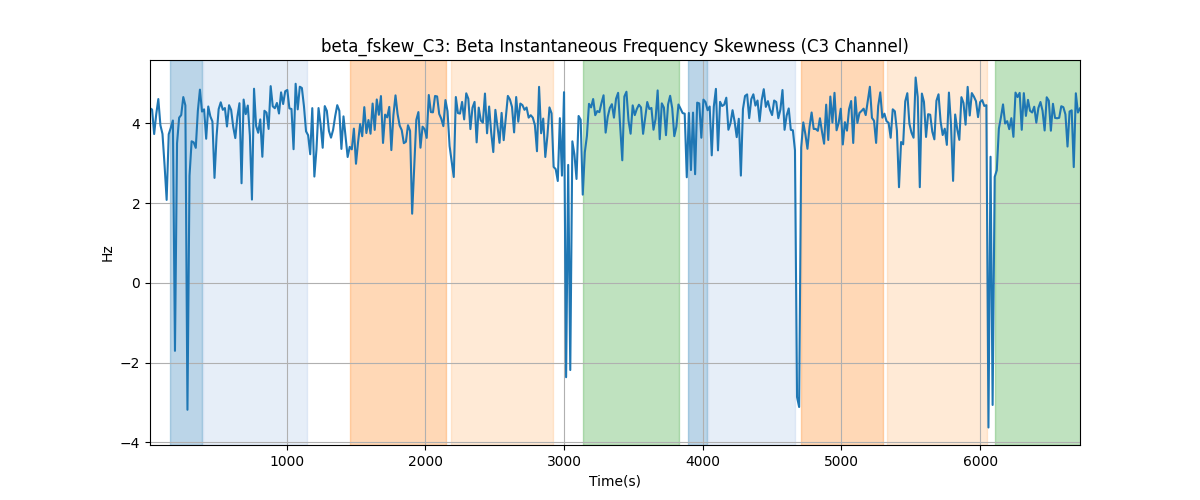 beta_fskew_C3: Beta Instantaneous Frequency Skewness (C3 Channel)
4
2
0
−2
−4
Hz
1000 2000 3000 4000 5000 6000
Time(s)